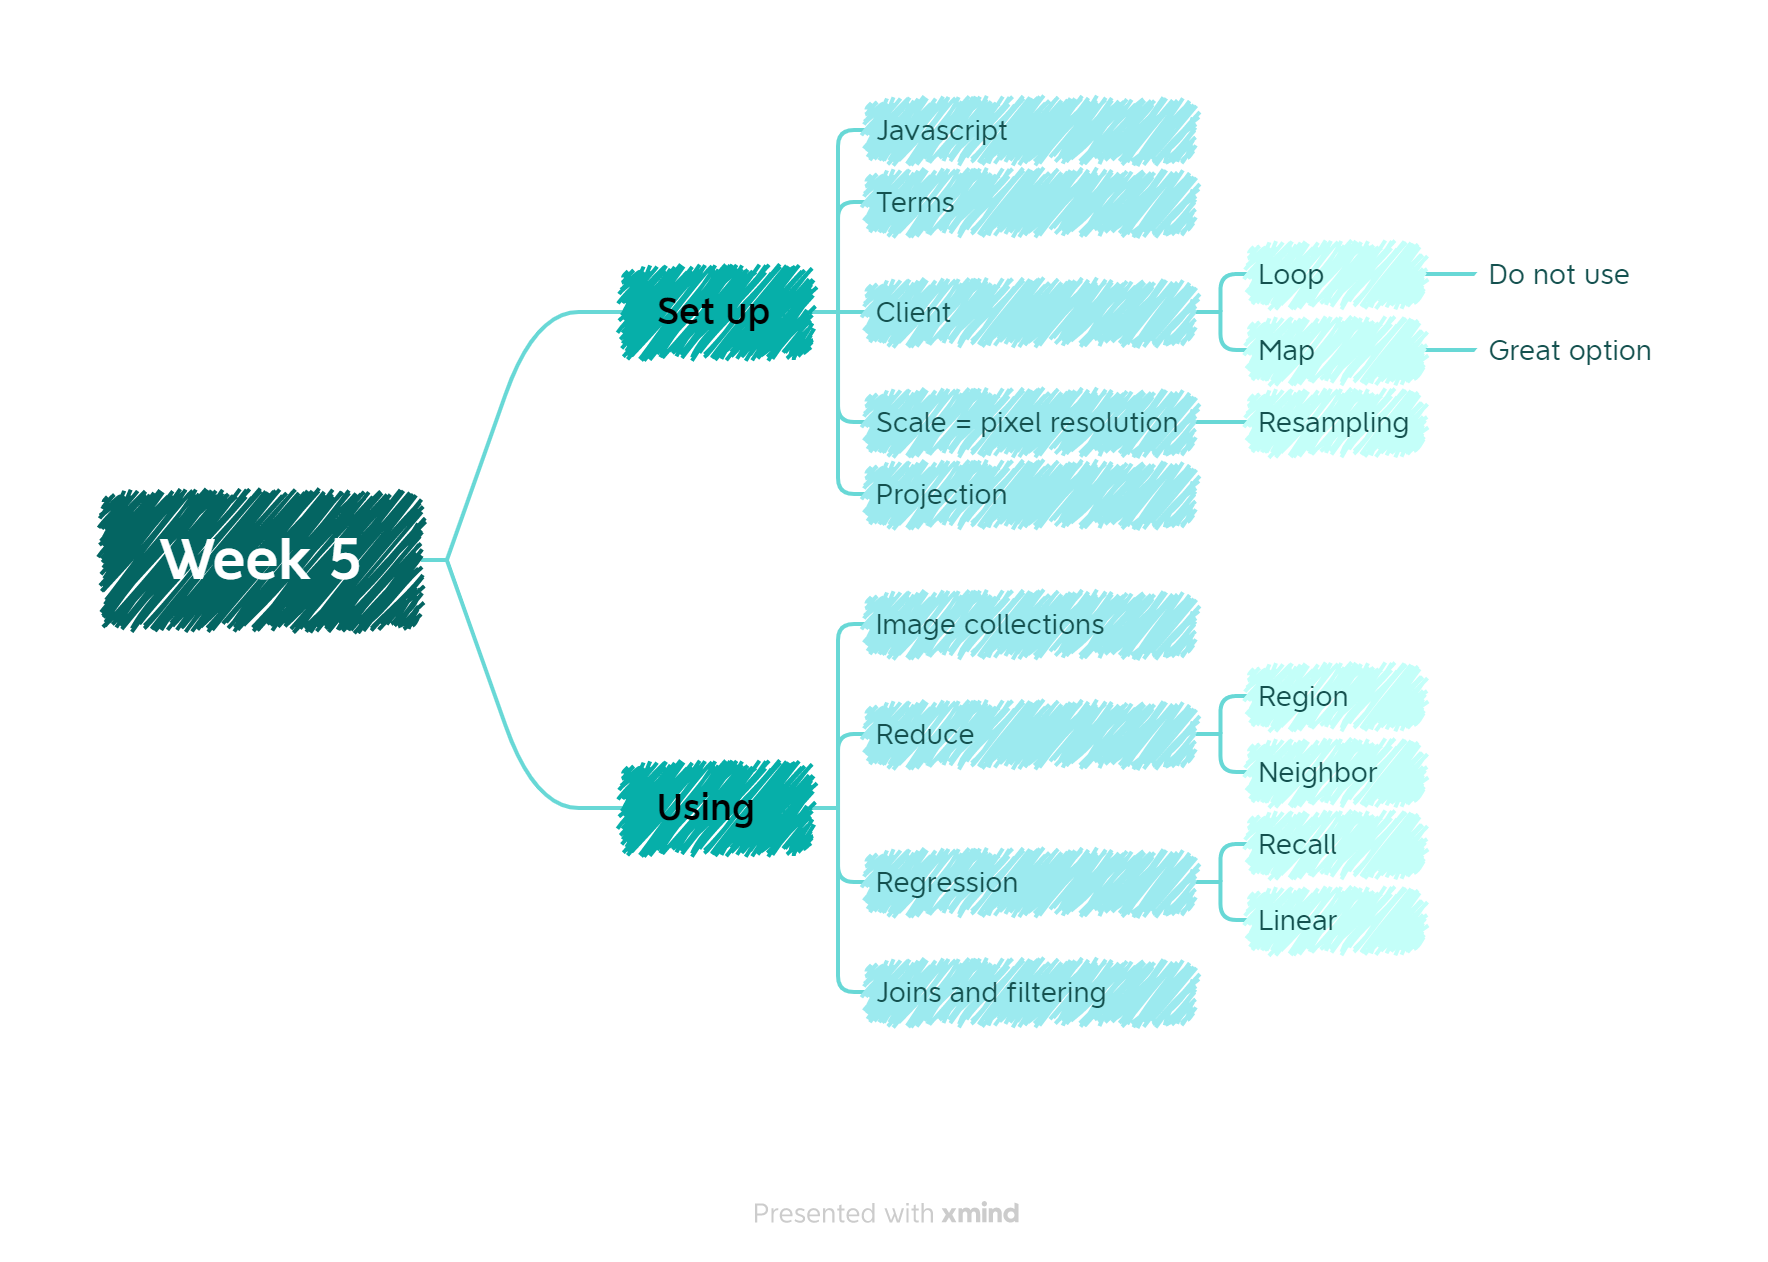 Week 5
Set up
Javascript
Terms
Client
Loop
Do not use
Map
Great option
Scale = pixel resolution
Resampling
Projection
Using
Image collections
Reduce
Region
Neighbor
Regression
Recall
Linear
Joins and filtering
Presented with xmind